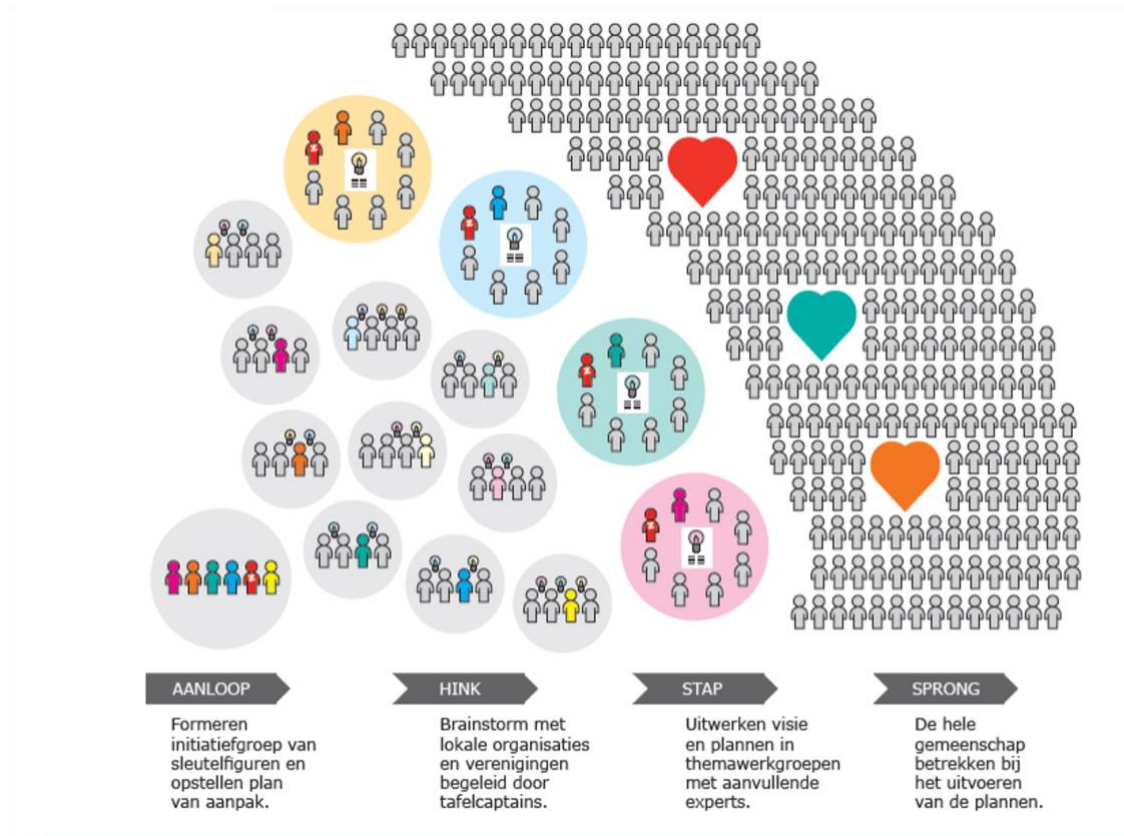 AANLOOP
Formeren
initiatiefgroep van
sleutelfiguren en
opstellen plan
van aanpak.
HINK
Brainstorm met
lokale organisaties
en verenigingen
begeleid door
tafelcaptains.
STAP
Uitwerken visie
en plannen in
themawerkgroepen
met aanvullende
experts.
SPRONG
De hele
gemeenschap
betrekken bij
het uitvoeren
van de plannen.